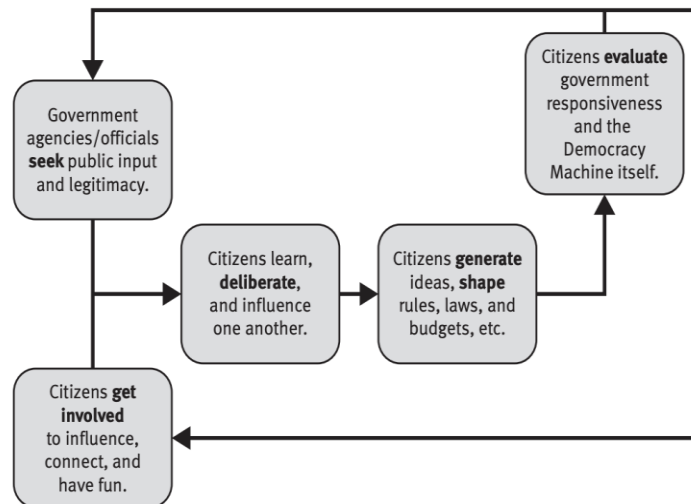 Government
agencies/officials
seek public input
and legitimacy.
Citizens get
involved
to influence,
connect, and
have fun.
Citizens learn,
deliberate,
and influence
one another.
Citizens generate
ideas, shape
rules, laws, and
budgets, etc.
Citizens evaluate
government
responsiveness
and the
Democracy
Machine itself.